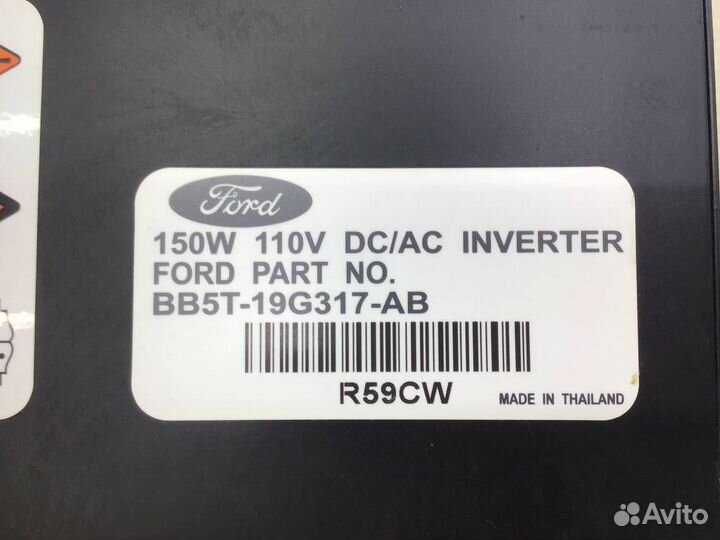 Ford
150W 110V DC/AC INVERTER
FORD PART NO.
BB5T-19G317-AB
R59CW
MADE IN THAILAND
Avito